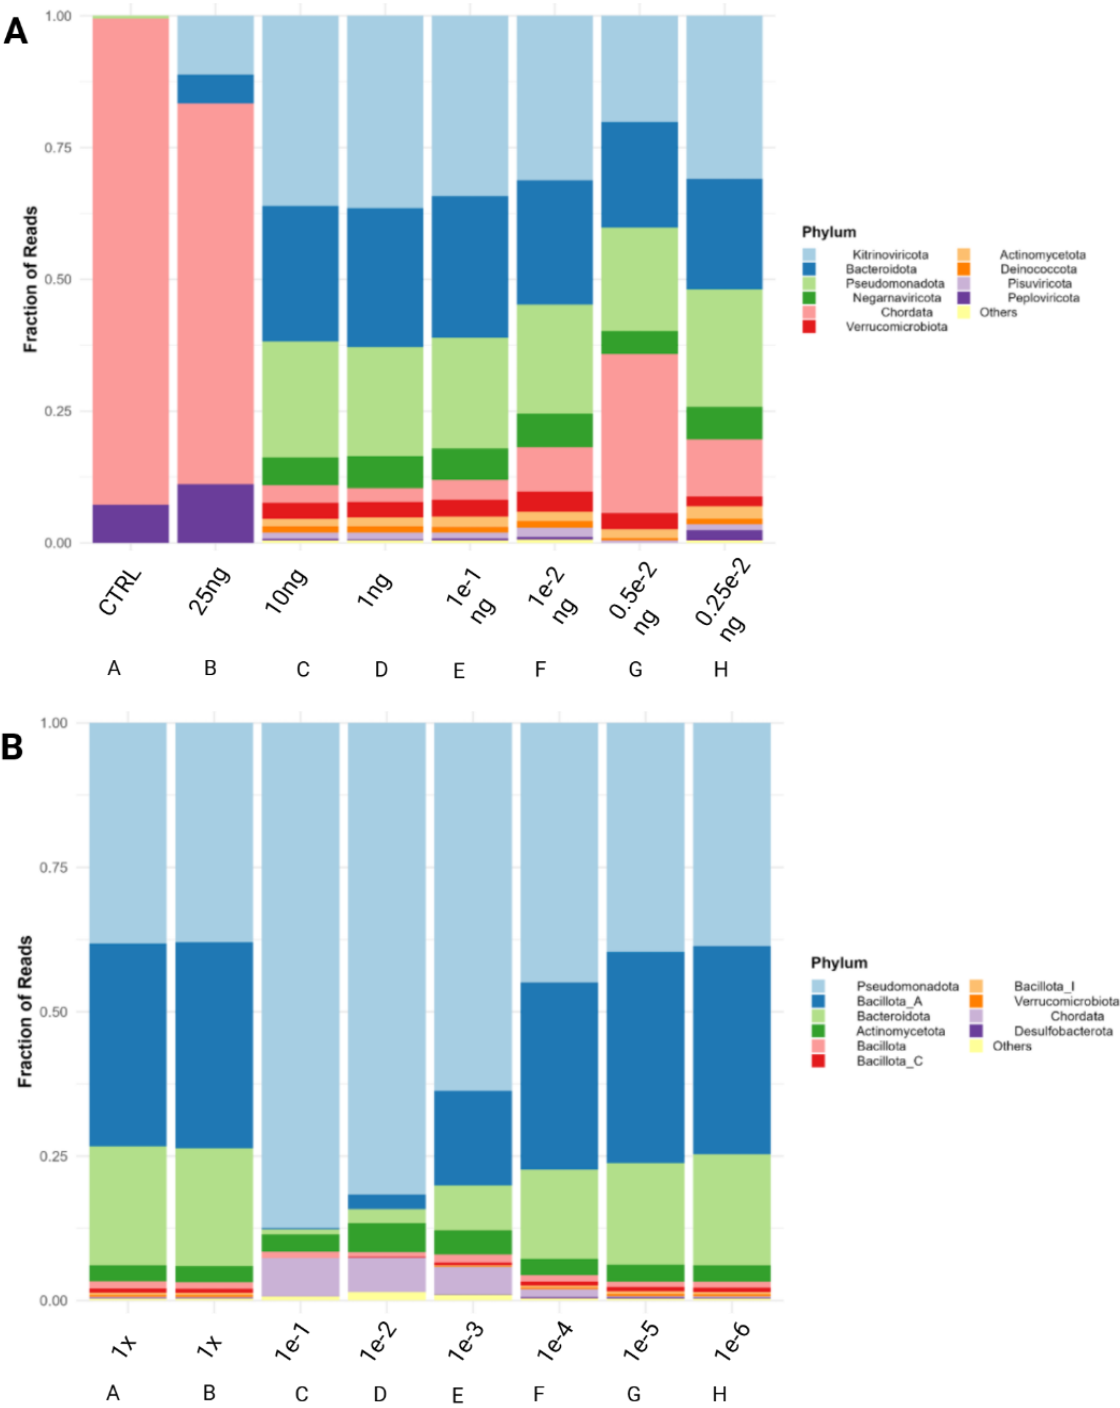 A
1.00
0.75
0.50
0.25
0.00
Fraction of Reads
Phylum
Kitrinoviricota
Bacteroidota
Pseudomonadota
Negarnaviricota
Chordata
Verrucomicrobiota
Actinomycetota
Deinococcota
Pisuviricota
Peploviricota
Others
CTRL
25ng
10ng
1ng
1e-1
ng
1e-2
ng
0.5e-2
ng
0.25e-2
ng
A B C D E F G H
B
1.00
0.75
0.50
0.25
0.00
Fraction of Reads
Phylum
Pseudomonadota
Bacillota_A
Bacteroidota
Actinomycetota
Bacillota
Bacillota_C
Bacillota_I
Verrucomicrobiota
Chordata
Desulfobacterota
Others
1x
1x
1e-1
1e-2
1e-3
1e-4
1e-5
1e-6
A B C D E F G H